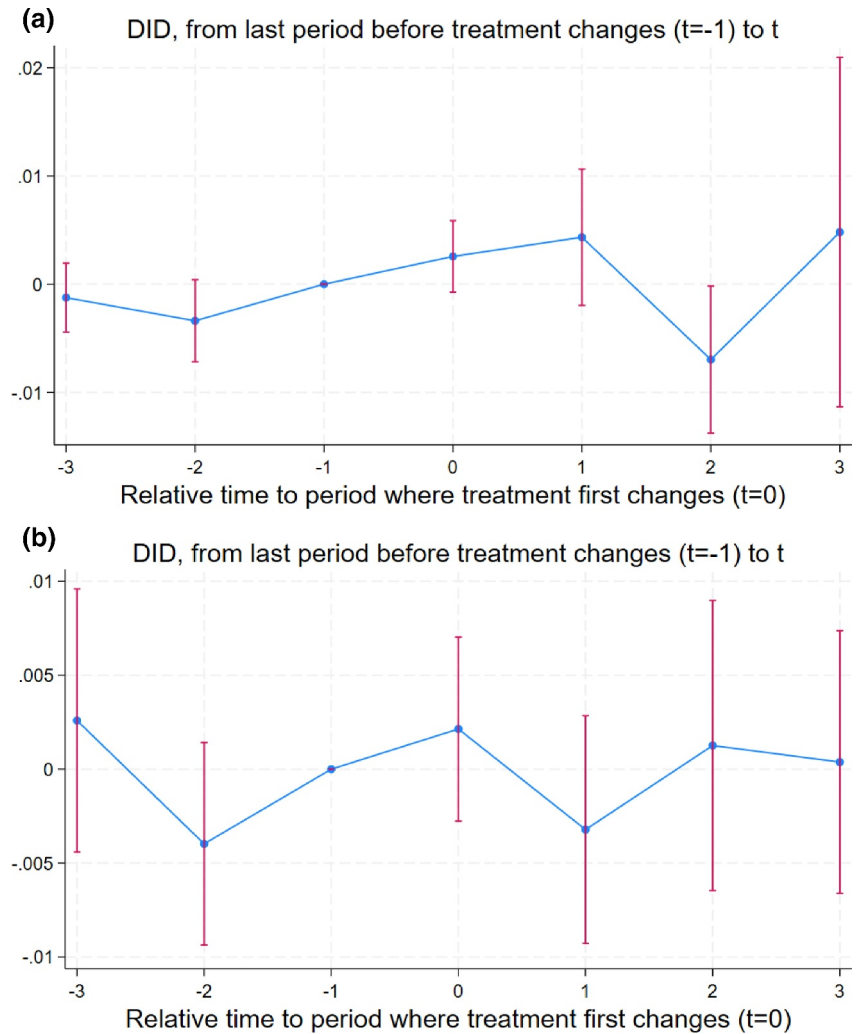 (a)
DID, from last period before treatment changes (t=-1) to t
.02
.01
0
-.01
-3 -2 -1 0 1 2 3
Relative time to period where treatment first changes (t=0)
(b)
DID, from last period before treatment changes (t=-1) to t
.01
.005
0
-.005
-.01
-3 -2 -1 0 1 2 3
Relative time to period where treatment first changes (t=0)